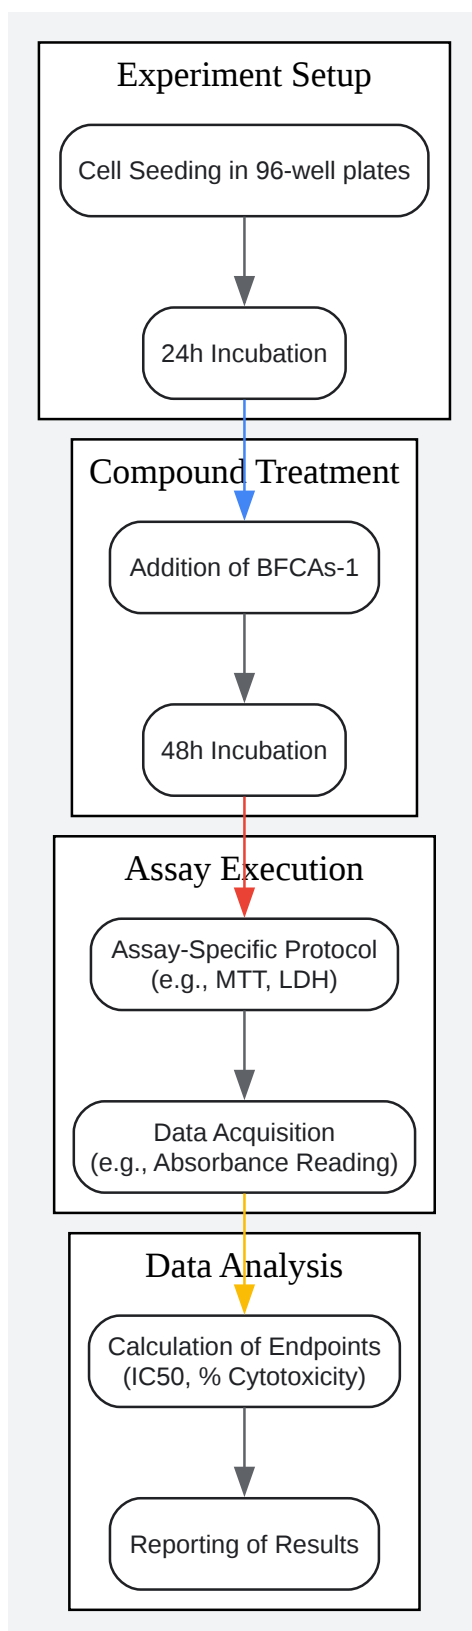 Experiment Setup
Cell Seeding in 96-well plates
24h Incubation
Compound Treatment
Addition of BFCAs-1
48h Incubation
Assay Execution
Assay-Specific Protocol
(e.g., MTT, LDH)
Data Acquisition
(e.g., Absorbance Reading)
Data Analysis
Calculation of Endpoints
(IC50, % Cytotoxicity)
Reporting of Results